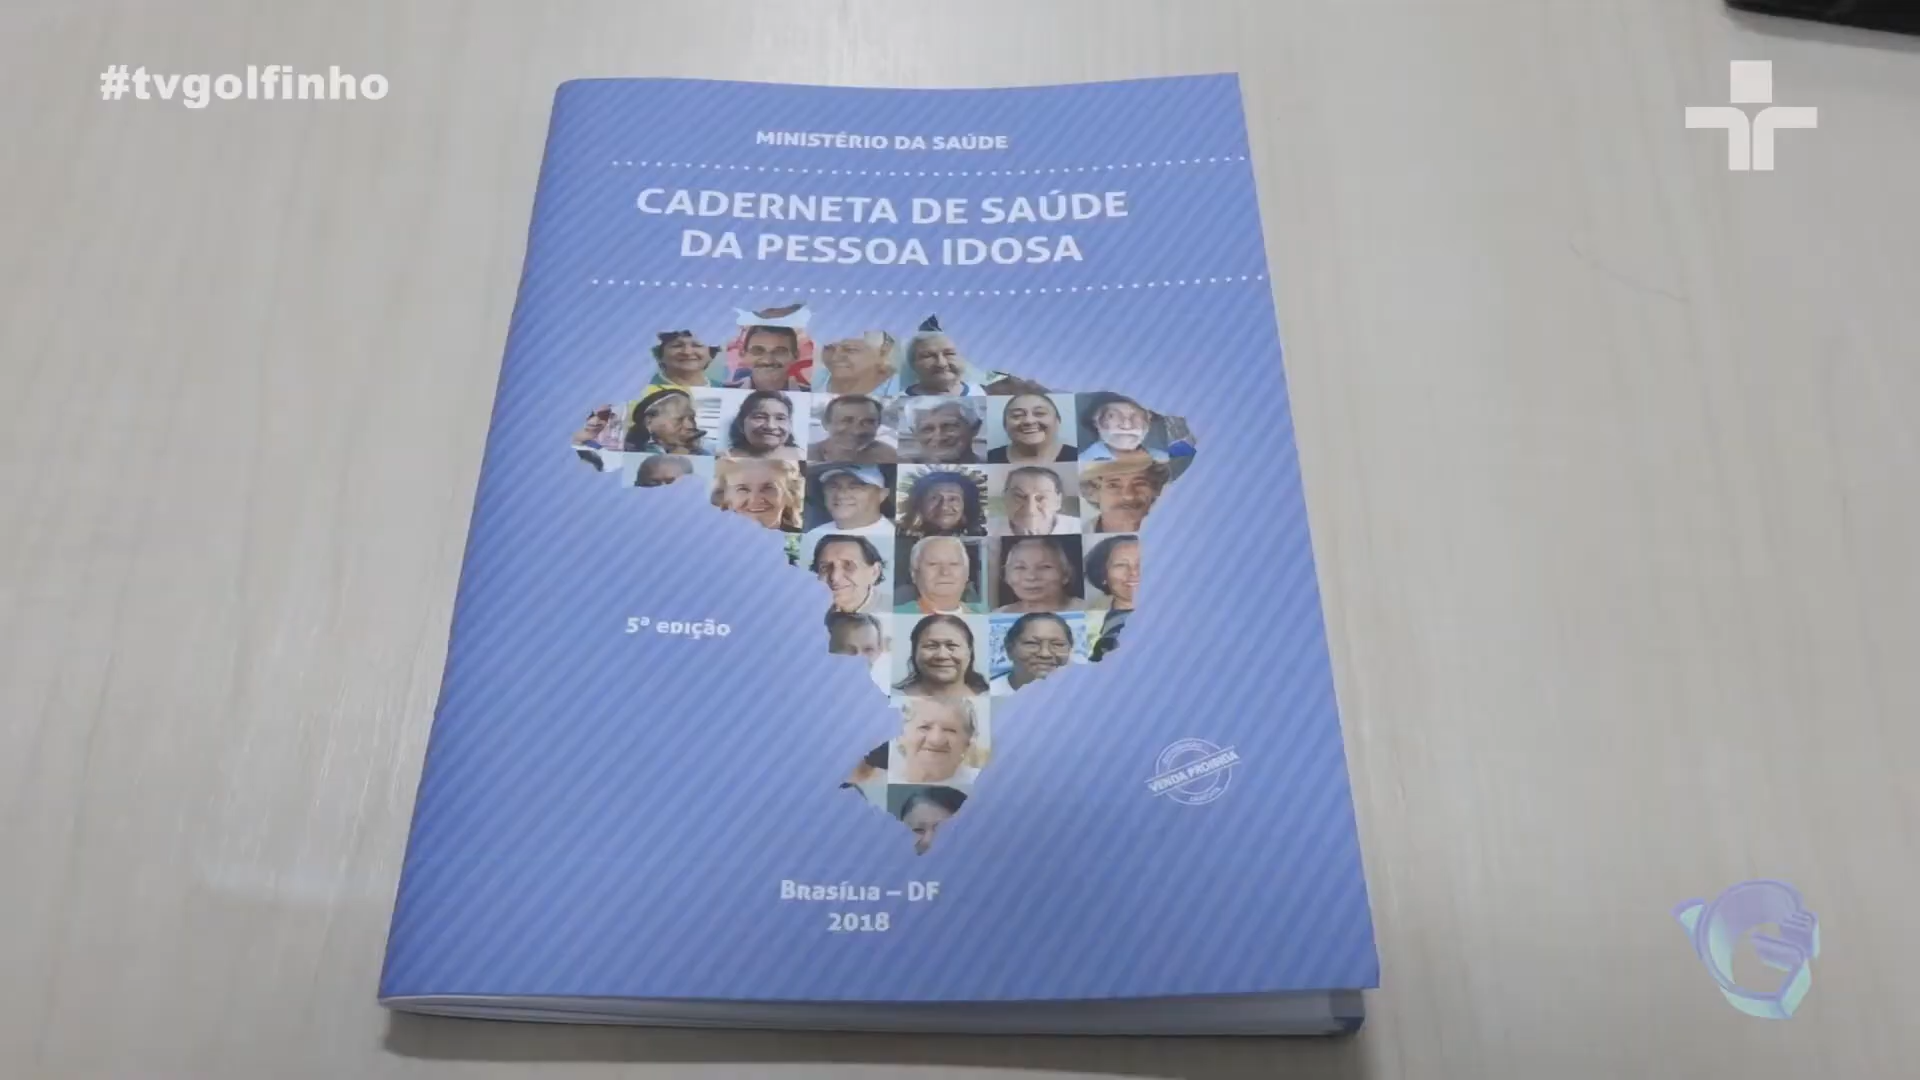 #tvgolfinho
MINISTÉRIO DA SAÚDE
CADERNETA DE SAÚDE
DA PESSOA IDOSA
5ª edição
VENDA PROIBIDA
Brasília – DF
2018